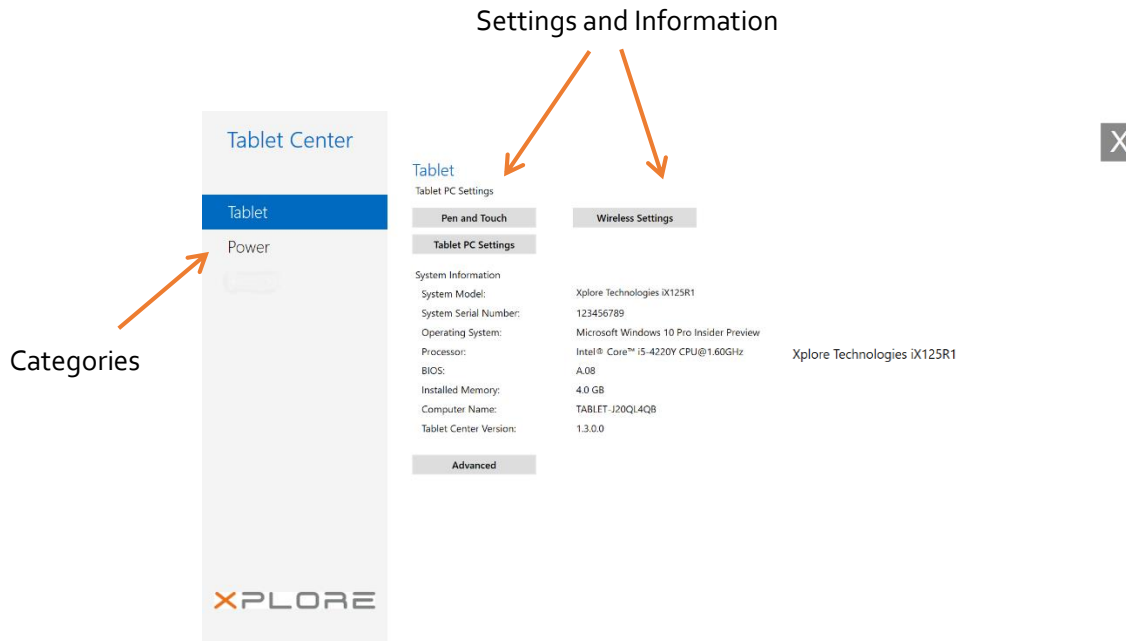 Settings and Information
Tablet Center
X
Tablet
Tablet PC Settings
Tablet
Pen and Touch
Wireless Settings
Power
Tablet PC Settings
System Information
System Model: Xplore Technologies iX125R1
System Serial Number: 123456789
Operating System: Microsoft Windows 10 Pro Insider Preview
Processor: Intel® Core™ i5-4220Y CPU@1.60GHz
Xplore Technologies iX125R1
Categories
BIOS: A.08
Installed Memory: 4.0 GB
Computer Name: TABLET-J20QL4QB
Tablet Center Version: 1.3.0.0
Advanced
XPLORE